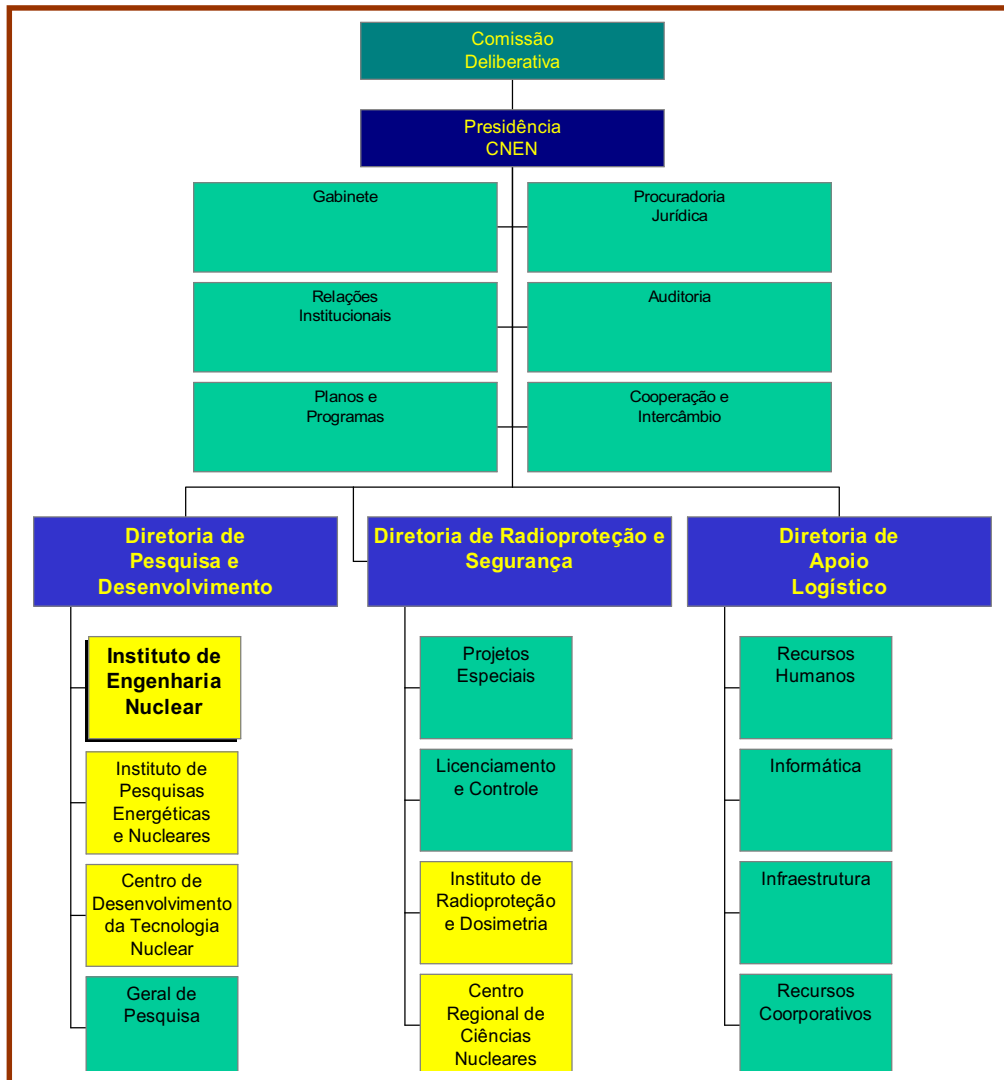 Comissão
Deliberativa
Presidência
CNEN
Gabinete
Procuradoria
Jurídica
Relações
Institucionais
Auditoria
Planos e
Programas
Cooperação e
Intercâmbio
Diretoria de
Pesquisa e
Desenvolvimento
Diretoria de Radioproteção e
Segurança
Diretoria de
Apoio
Logístico
Instituto de
Engenharia
Nuclear
Instituto de
Pesquisas
Energéticas
e Nucleares
Centro de
Desenvolvimento
da Tecnologia
Nuclear
Geral de
Pesquisa
Projetos
Especiais
Licenciamento
e Controle
Instituto de
Radioproteção
e Dosimetria
Centro
Regional de
Ciências
Nucleares
Recursos
Humanos
Informática
Infraestrutura
Recursos
Coorporativos